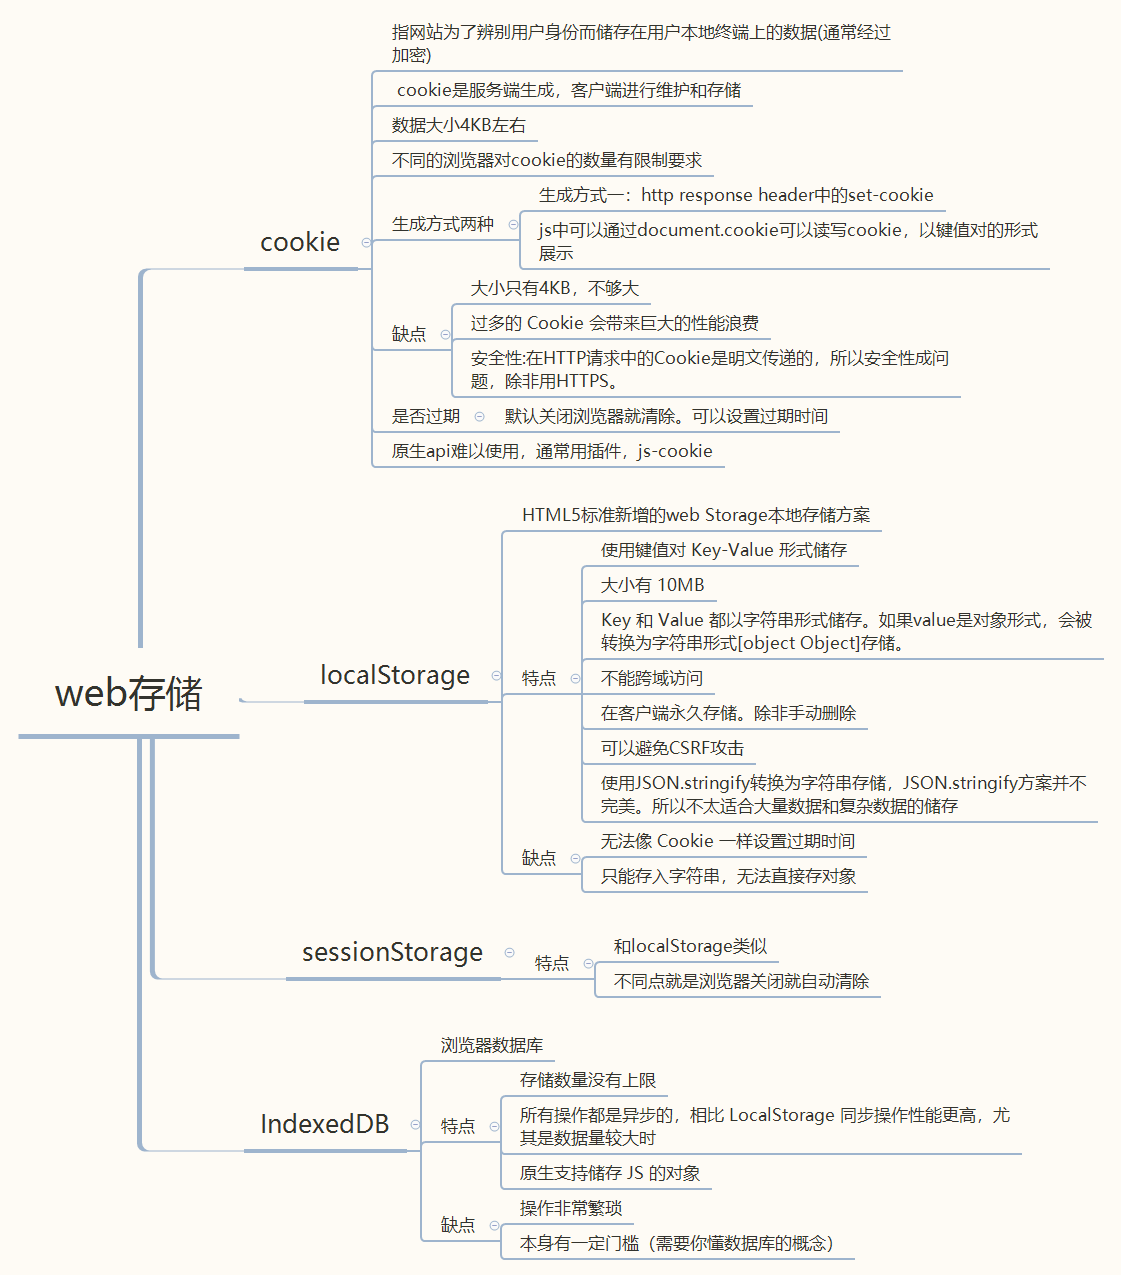 web存储
cookie
指网站为了辨别用户身份而储存在用户本地终端上的数据(通常经过
加密)
cookie是服务端生成，客户端进行维护和存储
数据大小4KB左右
不同的浏览器对cookie的数量有限制要求
生成方式两种
生成方式一：http response header中的set-cookie
js中可以通过document.cookie可以读写cookie，以键值对的形式
展示
缺点
大小只有4KB，不够大
过多的 Cookie 会带来巨大的性能浪费
安全性:在HTTP请求中的Cookie是明文传递的，所以安全性成问
题，除非用HTTPS。
是否过期
默认关闭浏览器就清除。可以设置过期时间
原生api难以使用，通常用插件，js-cookie
localStorage
HTML5标准新增的web Storage本地存储方案
特点
使用键值对 Key-Value 形式储存
大小有 10MB
Key 和 Value 都以字符串形式储存。如果value是对象形式，会被
转换为字符串形式[object Object]存储。
不能跨域访问
在客户端永久存储。除非手动删除
可以避免CSRF攻击
使用JSON.stringify转换为字符串存储，JSON.stringify方案并不
完美。所以不太适合大量数据和复杂数据的储存
缺点
无法像 Cookie 一样设置过期时间
只能存入字符串，无法直接存对象
sessionStorage
特点
和localStorage类似
不同点就是浏览器关闭就自动清除
IndexedDB
浏览器数据库
特点
存储数量没有上限
所有操作都是异步的，相比 LocalStorage 同步操作性能更高，尤
其是数据量较大时
原生支持储存 JS 的对象
缺点
操作非常繁琐
本身有一定门槛（需要你懂数据库的概念）